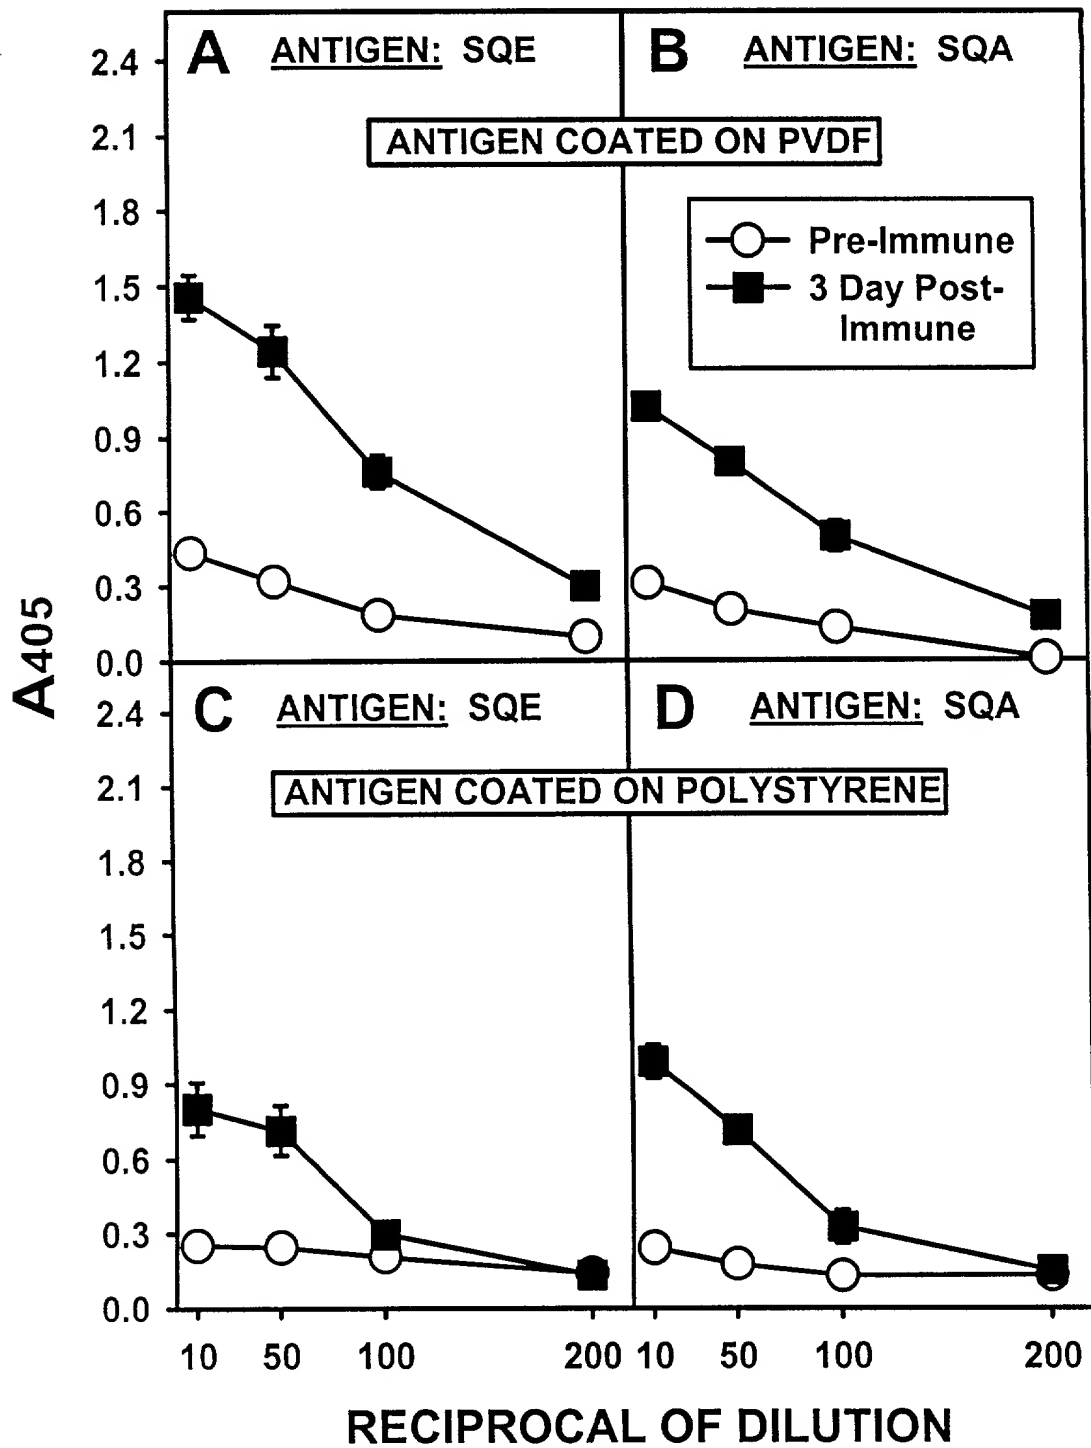 A ANTIGEN: SQE
B ANTIGEN: SQA
ANTIGEN COATED ON PVDF
Pre-Immune
3 Day Post-
Immune
2.4
2.1
1.8
1.5
1.2
0.9
0.6
0.3
0.0
A405
C ANTIGEN: SQE
D ANTIGEN: SQA
ANTIGEN COATED ON POLYSTYRENE
2.4
2.1
1.8
1.5
1.2
0.9
0.6
0.3
0.0
10 50 100 200 10 50 100 200
RECIPROCAL OF DILUTION